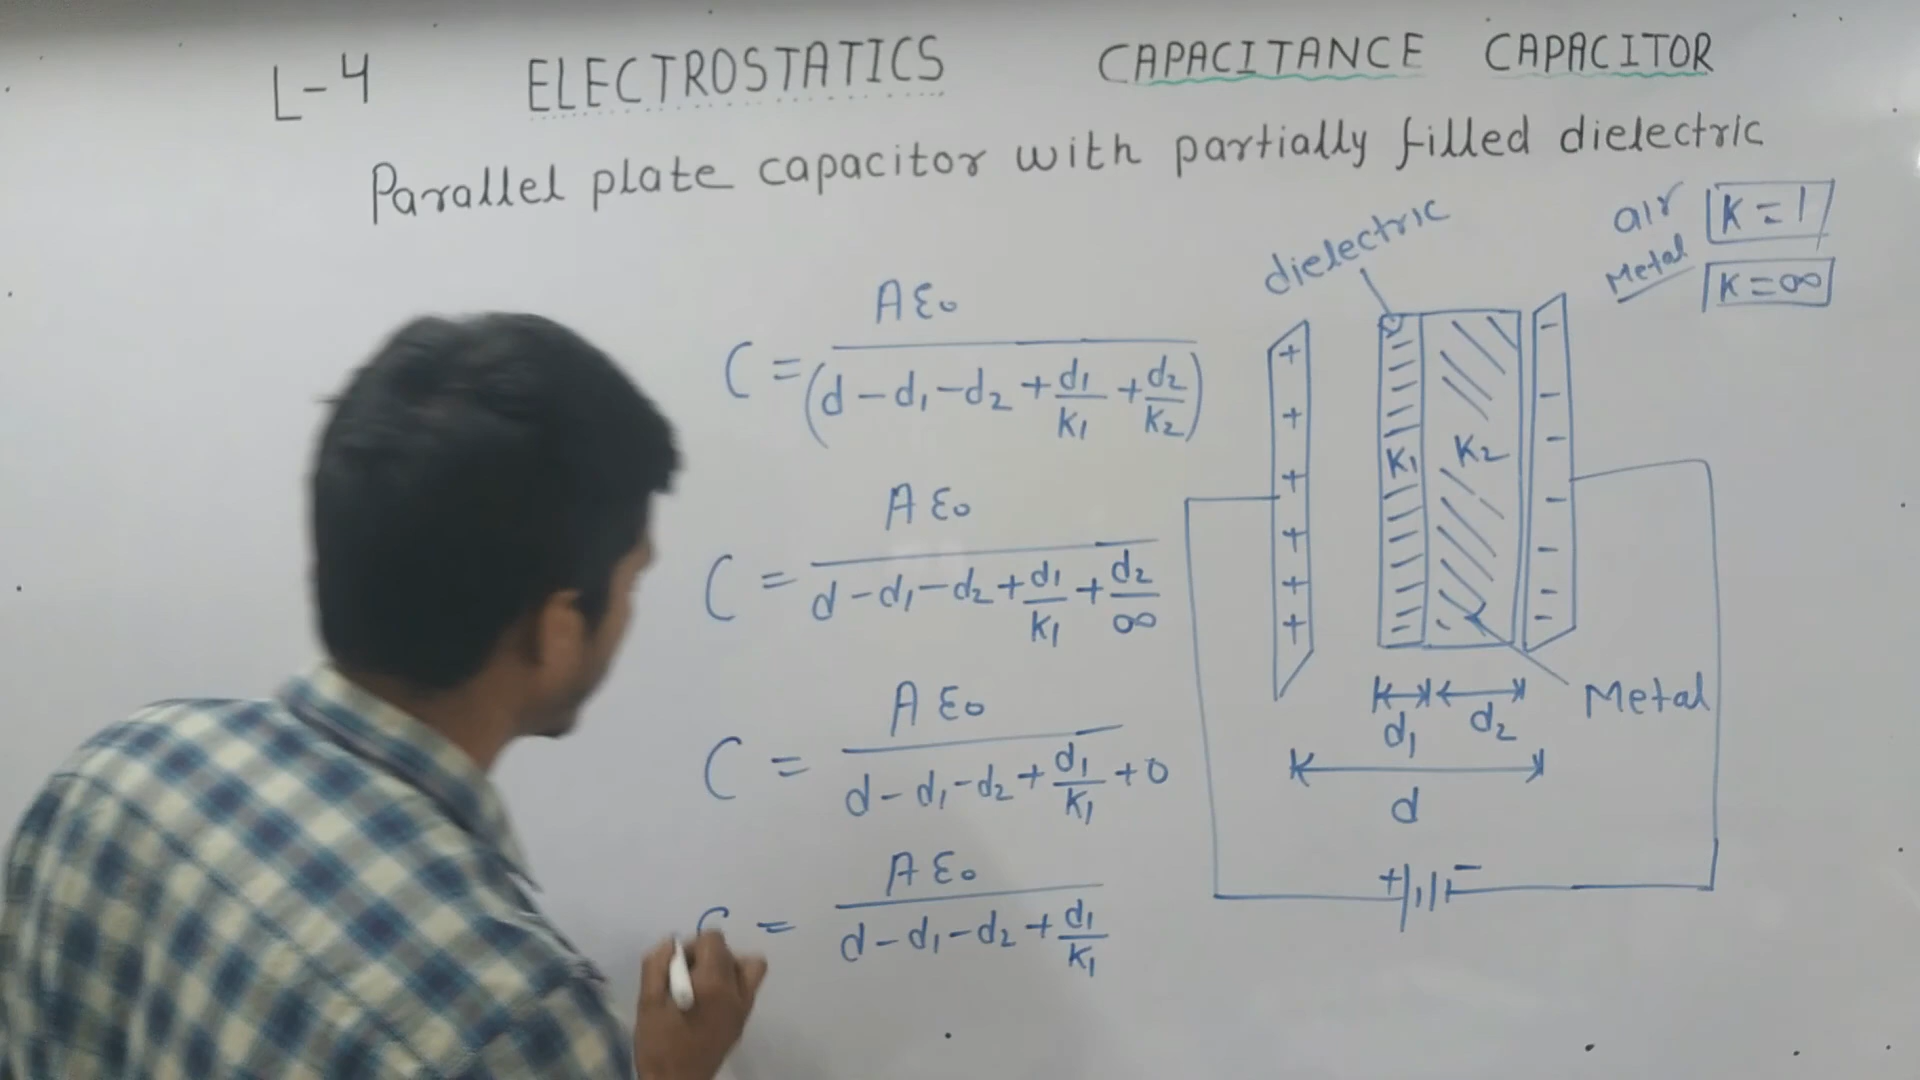 L-4 ELECTROSTATICS CAPACITANCE CAPACITOR
Parallel plate capacitor with partially filled dielectric
air K = 1
Metal K = ∞
dielectric
C = Aε₀ / (d - d₁ - d₂ + d₁/K₁ + d₂/K₂)
C = Aε₀ / d - d₁ - d₂ + d₁/K₁ + d₂/∞
C = Aε₀ / d - d₁ - d₂ + d₁/K₁ + 0
C = Aε₀ / d - d₁ - d₂ + d₁/K₁
+ + + + + +
K₁ K₂
- - - - - - -
Metal
d₁ d₂
d
+ -